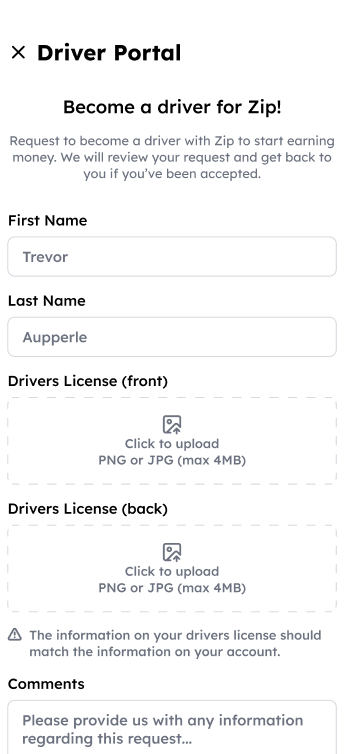 Driver Portal
Become a driver for Zip!
Request to become a driver with Zip to start earning
money. We will review your request and get back to
you if you’ve been accepted.
First Name
Trevor
Last Name
Aupperle
Drivers License (front)
Click to upload
PNG or JPG (max 4MB)
Drivers License (back)
Click to upload
PNG or JPG (max 4MB)
The information on your drivers license should
match the information on your account.
Comments
Please provide us with any information
regarding this request...